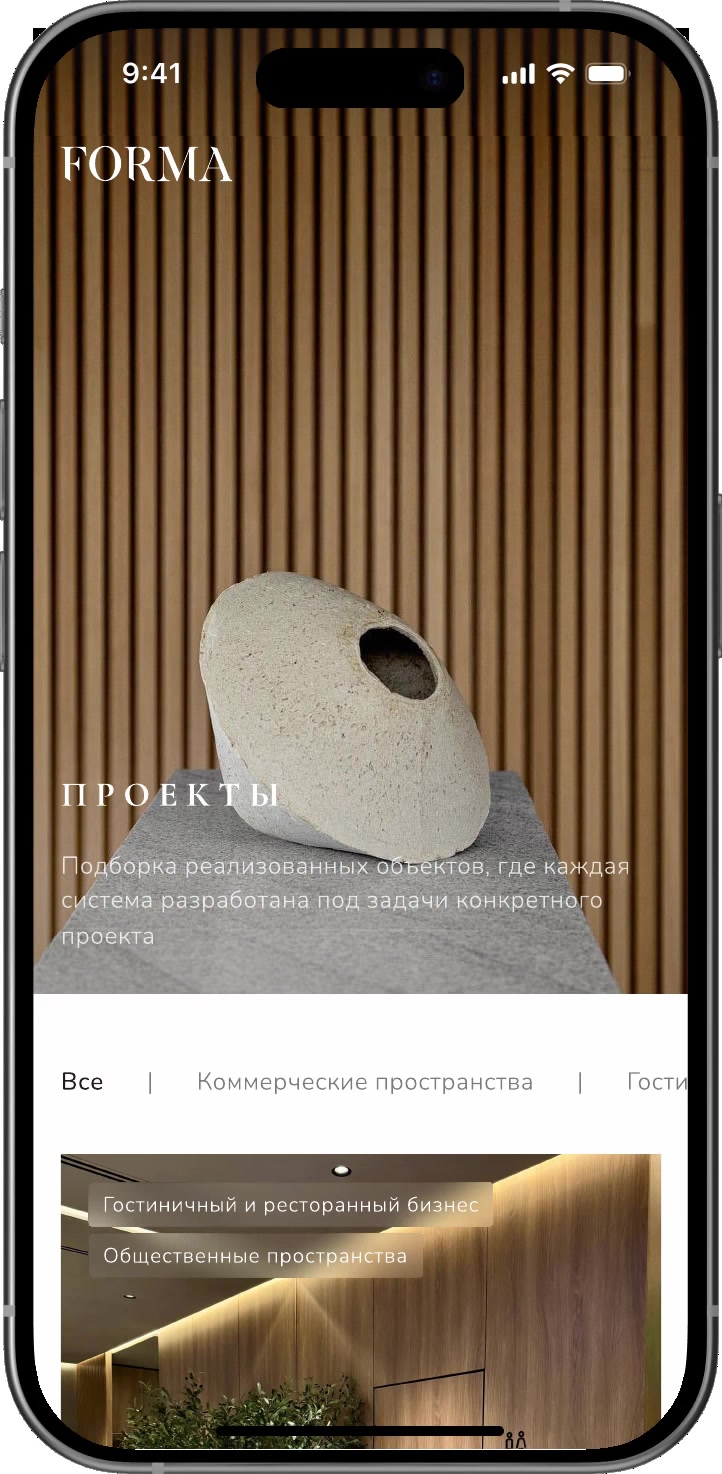 9:41
FORMA
ПРОЕКТЫ
Подборка реализованных объектов, где каждая
система разработана под задачи конкретного
проекта
Все | Коммерческие пространства | Гости
Гостиничный и ресторанный бизнес
Общественные пространства